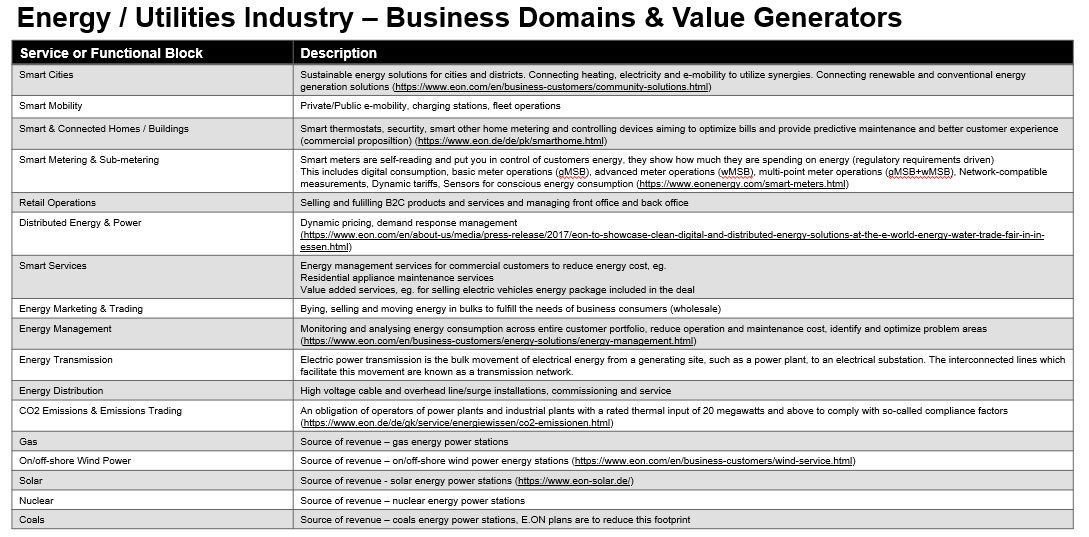 Energy / Utilities Industry – Business Domains & Value Generators
Service or Functional Block
Description
Smart Cities
Sustainable energy solutions for cities and districts. Connecting heating, electricity and e-mobility to utilize synergies. Connecting renewable and conventional energy
generation solutions (https://www.eon.com/en/business-customers/community-solutions.html)
Smart Mobility
Private/Public e-mobility, charging stations, fleet operations
Smart & Connected Homes / Buildings
Smart thermostats, securtity, smart other home metering and controlling devices aiming to optimize bills and provide predictive maintenance and better customer experience
(commercial proposiition) (https://www.eon.de/de/pk/smarthome.html)
Smart Metering & Sub-metering
Smart meters are self-reading and put you in control of customers energy, they show how much they are spending on energy (regulatory requirements driven)
This includes digital consumption, basic meter operations (gMSB), advanced meter operations (wMSB), multi-point meter operations (gMSB+wMSB), Network-compatible
measurements, Dynamic tariffs, Sensors for conscious energy consumption (https://www.eonenergy.com/smart-meters.html)
Retail Operations
Selling and fulilling B2C products and services and managing front office and back office
Distributed Energy & Power
Dynamic pricing, demand response management
(https://www.eon.com/en/about-us/media/press-release/2017/eon-to-showcase-clean-digital-and-distributed-energy-solutions-at-the-e-world-energy-water-trade-fair-in-in-
essen.html)
Smart Services
Energy management services for commercial customers to reduce energy cost, eg.
Residential appliance maintenance services
Value added services, eg. for selling electric vehicles energy package included in the deal
Energy Marketing & Trading
Bying, selling and moving energy in bulks to fulfill the needs of business consumers (wholesale)
Energy Management
Monitoring and analysing energy consumption across entire customer portfolio, reduce operation and maintenance cost, identify and optimize problem areas
(https://www.eon.com/en/business-customers/energy-solutions/energy-management.html)
Energy Transmission
Electric power transmission is the bulk movement of electrical energy from a generating site, such as a power plant, to an electrical substation. The interconnected lines which
facilitate this movement are known as a transmission network.
Energy Distribution
High voltage cable and overhead line/surge installations, commissioning and service
CO2 Emissions & Emissions Trading
An obligation of operators of power plants and industrial plants with a rated thermal input of 20 megawatts and above to comply with so-called compliance factors
(https://www.eon.de/de/gk/service/energiewissen/co2-emissionen.html)
Gas
Source of revenue – gas energy power stations
On/off-shore Wind Power
Source of revenue – on/off-shore wind power energy stations (https://www.eon.com/en/business-customers/wind-service.html)
Solar
Source of revenue - solar energy power stations (https://www.eon-solar.de/)
Nuclear
Source of revenue – nuclear energy power stations
Coals
Source of revenue – coals energy power stations, E.ON plans are to reduce this footprint